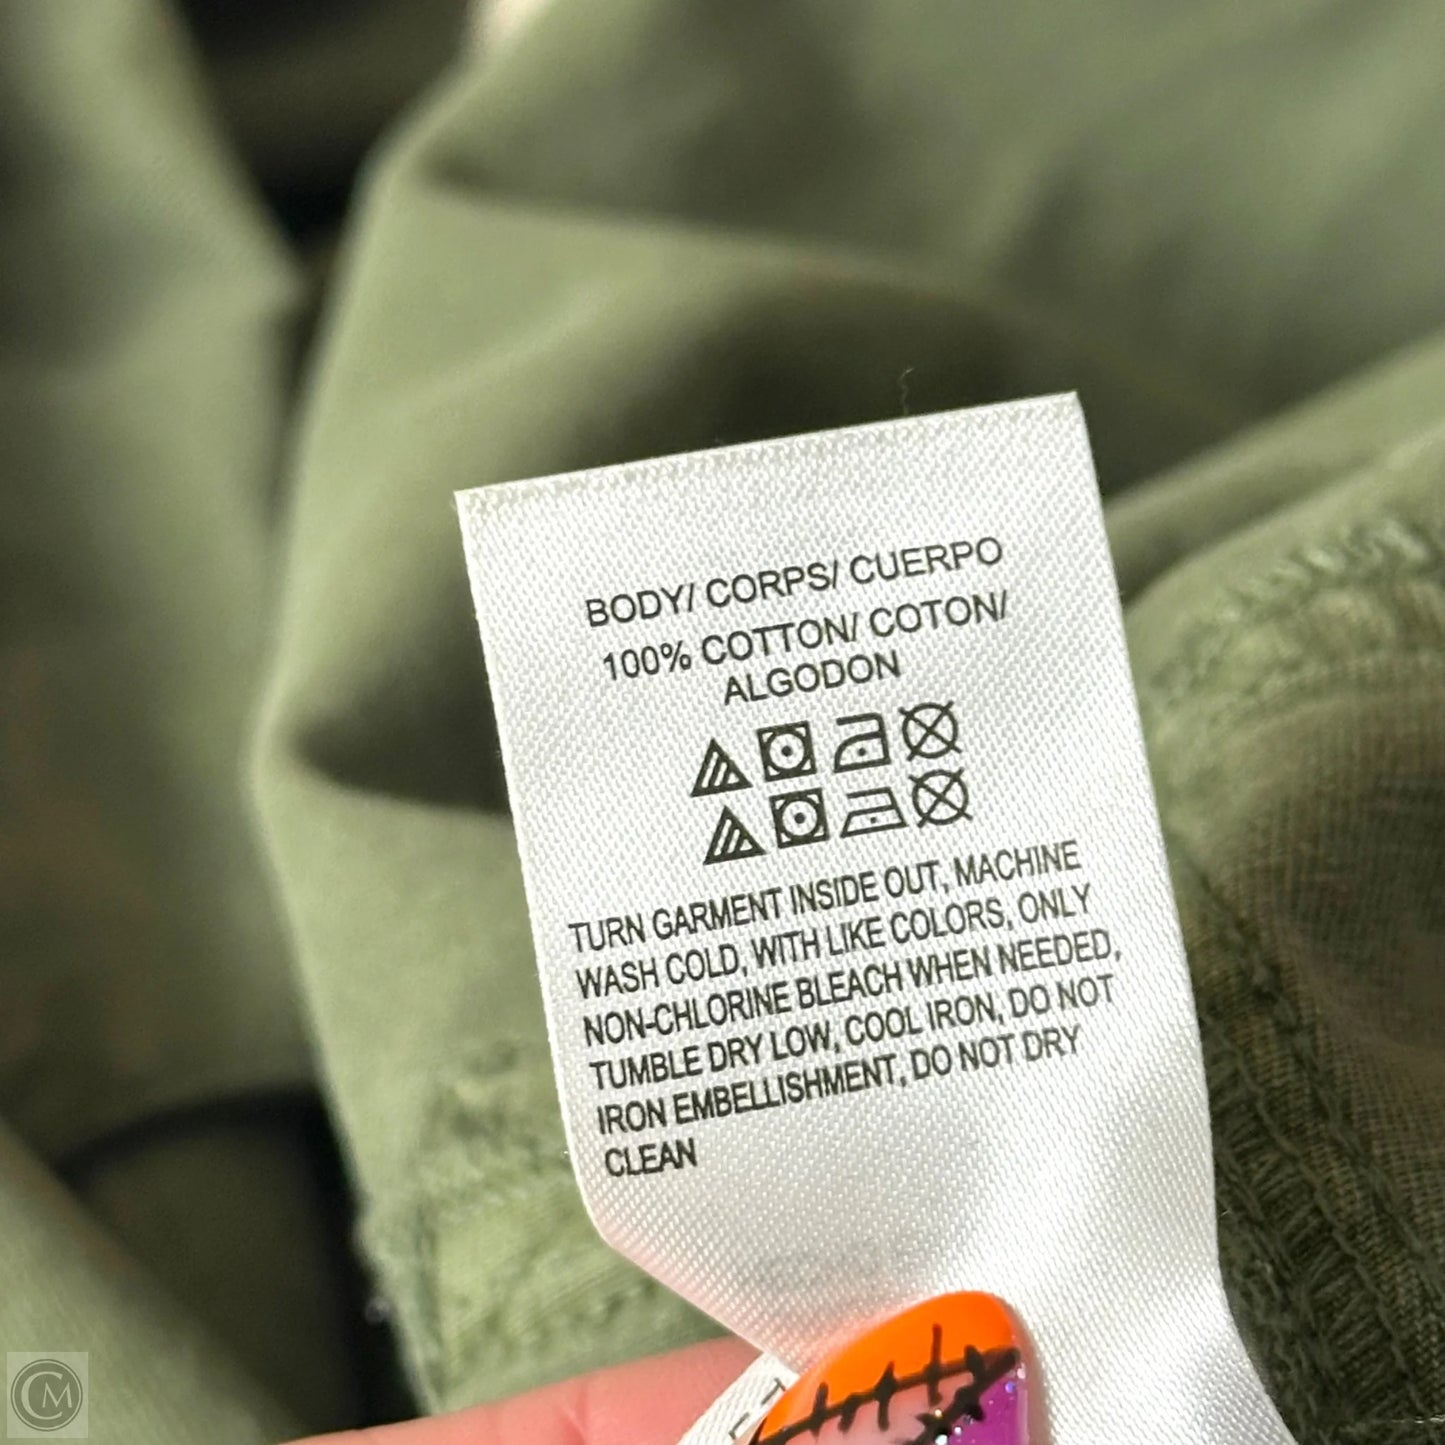 BODY/ CORPS/ CUERPO
100% COTTON/ COTON/
ALGODON
TURN GARMENT INSIDE OUT, MACHINE
WASH COLD, WITH LIKE COLORS, ONLY
NON-CHLORINE BLEACH WHEN NEEDED,
TUMBLE DRY LOW, COOL IRON, DO NOT
IRON EMBELLISHMENT, DO NOT DRY
CLEAN
CM